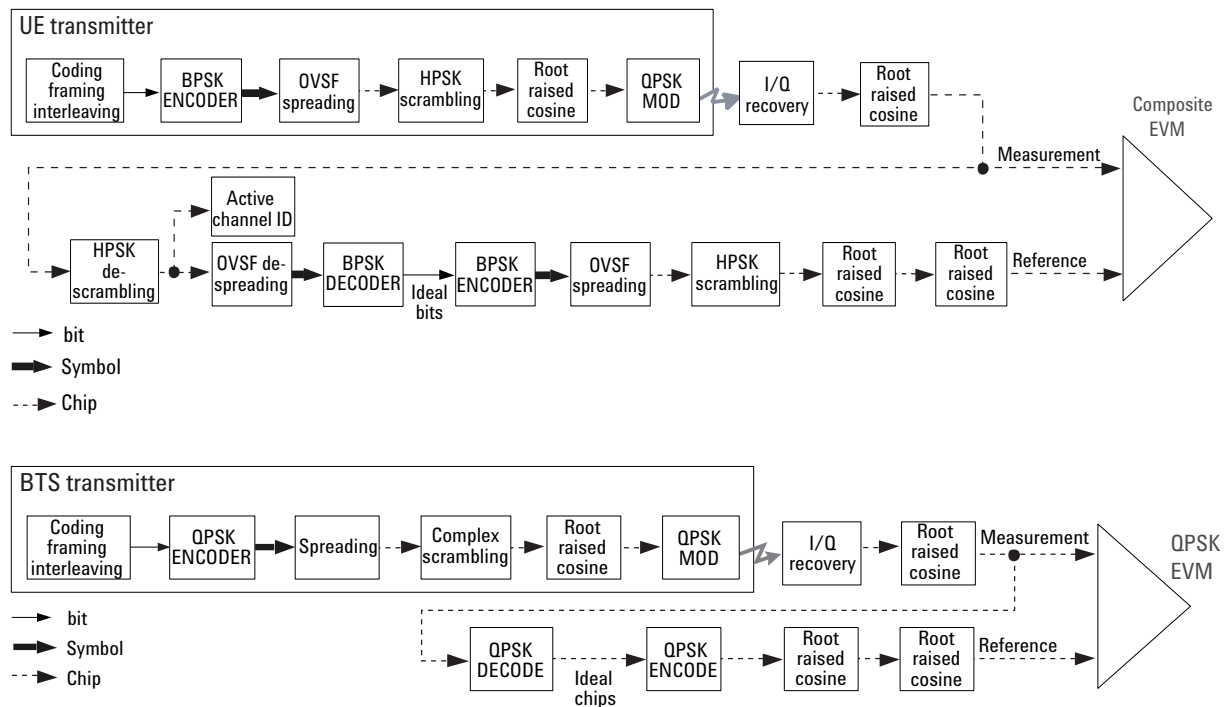 UE transmitter
Coding
framing
interleaving
BPSK
ENCODER
OVSF
spreading
HPSK
scrambling
Root
raised
cosine
QPSK
MOD
I/Q
recovery
Root
raised
cosine
Composite
EVM
Measurement
Active
channel ID
HPSK
de-
scrambling
OVSF de-
spreading
BPSK
DECODER
Ideal
bits
BPSK
ENCODER
OVSF
spreading
HPSK
scrambling
Root
raised
cosine
Root
raised
cosine
Reference
bit
Symbol
Chip
BTS transmitter
Coding
framing
interleaving
QPSK
ENCODER
Spreading
Complex
scrambling
Root
raised
cosine
QPSK
MOD
I/Q
recovery
Root
raised
cosine
Measurement
QPSK
EVM
bit
Symbol
Chip
QPSK
DECODE
Ideal
chips
QPSK
ENCODE
Root
raised
cosine
Root
raised
cosine
Reference